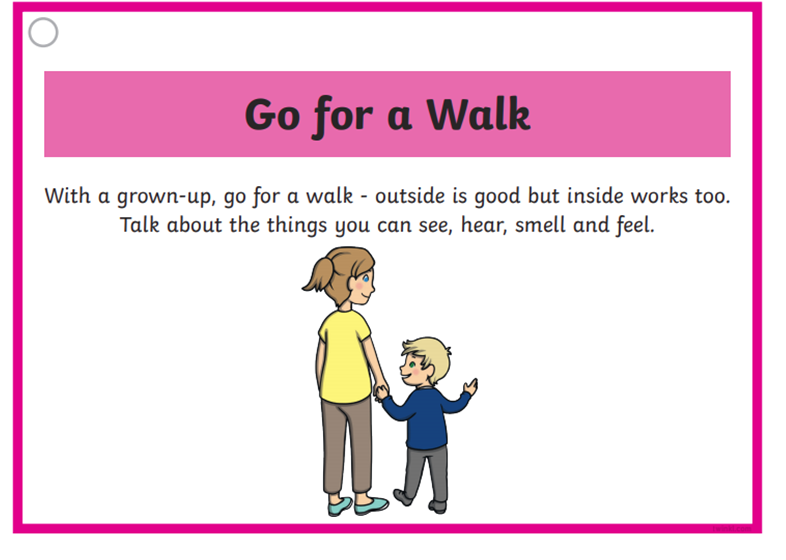 Go for a Walk
With a grown-up, go for a walk - outside is good but inside works too.
Talk about the things you can see, hear, smell and feel.